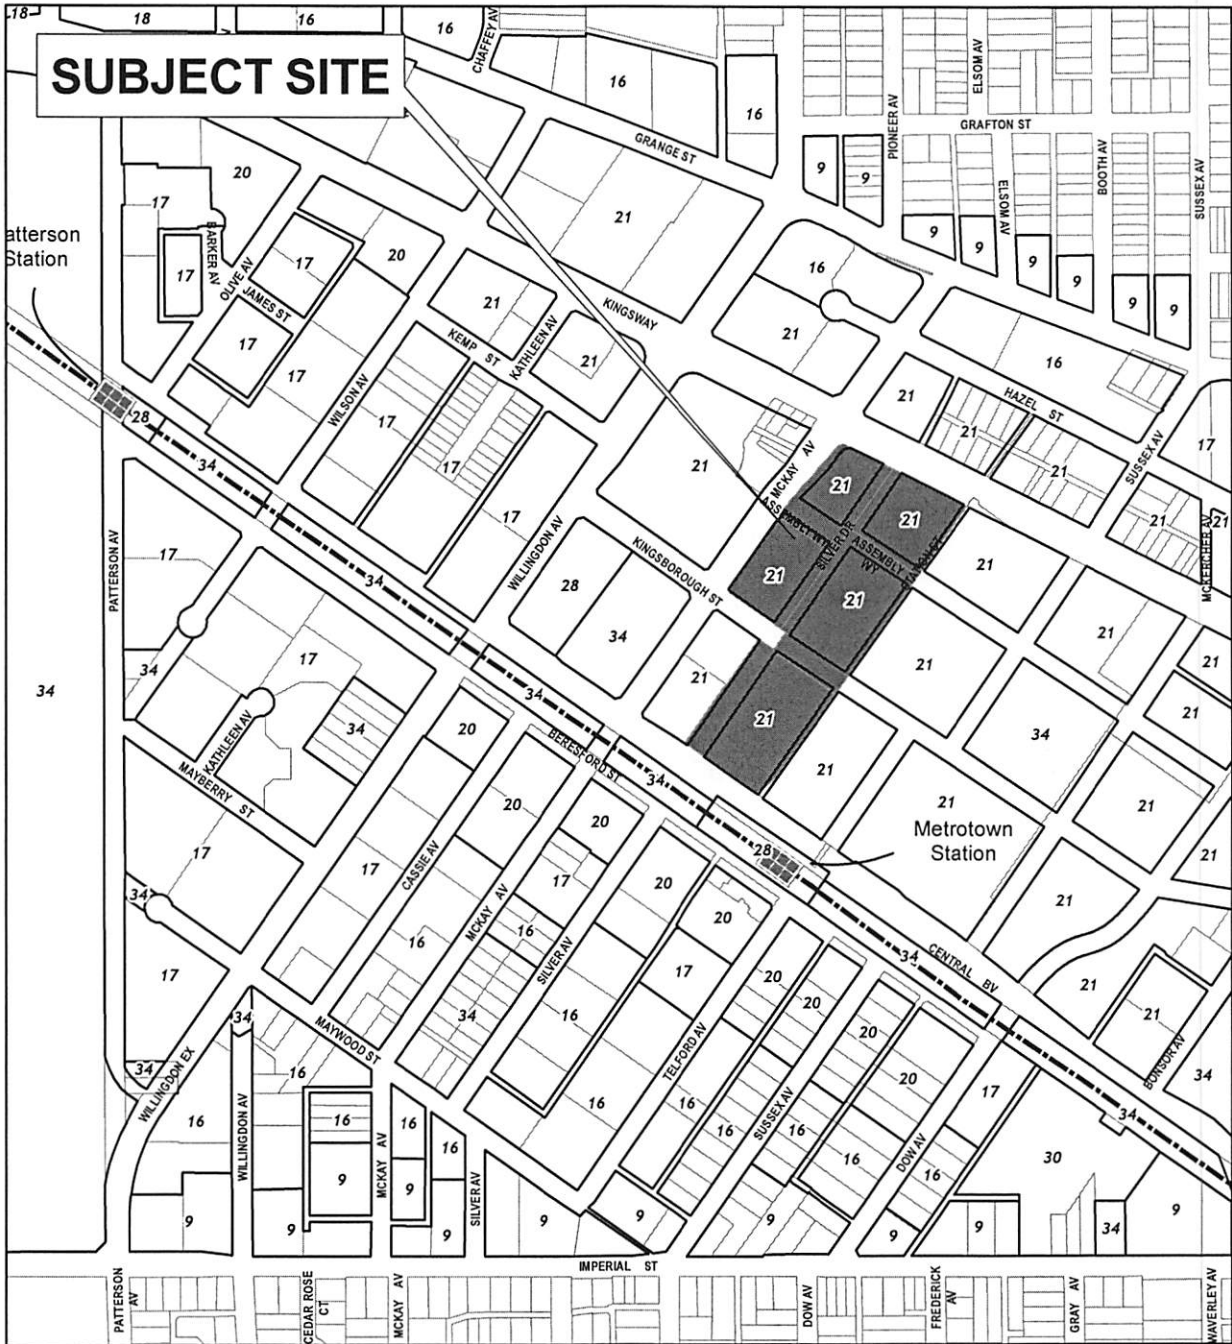 18
18
16
16
CHAFFEY AV
16
16
SUBJECT SITE
GRANGE ST
PIONEER AV
ELSOM AV
GRAFTON ST
BOOTH AV
SUSSEX AV
20
17
9
9
ELSOM AV
21
BARKER AV
Station
17
OLIVE AV
17
20
16
9
9
9
9
9
9
JAMES ST
21
KINGSWAY
21
17
KEMP ST
KATHLEEN AV
21
16
17
WILSON AV
17
21
HAZEL ST
28
34
17
21
MCKAY AV
21
21
SUSSEX AV
17
21
21
21
21
MCKERCHER AV
17
WILLINGDON AV
ASSEMBLY WY
SILVER DR
ASSEMBLY WY
PATTERSON AV
17
34
KINGSBOROUGH ST
28
21
21
21
21
34
21
21
34
17
34
21
21
21
34
34
KATHLEEN AV
34
20
BERESFORD ST
34
21
21
21
MAYBERRY ST
20
20
Metrotown
Station
28
17
17
CASSIE AV
MCKAY AV
17
20
20
21
34
16
16
SILVER AV
17
20
20
34
CENTRAL BV
21
17
34
16
TELFORD AV
20
20
21
21
BONSOR AV
34
34
MAYWOOD ST
34
WILLINGDON EX
16
16
16
16
16
16
16
SUSSEX AV
16
16
DOW AV
16
17
34
30
WILLINGDON AV
MCKAY AV
9
9
SILVER AV
9
9
9
9
9
9
9
9
34
9
IMPERIAL ST
PATTERSON AV
CEDAR ROSE CT
MCKAY AV
DOW AV
FREDERICK AV
GRAY AV